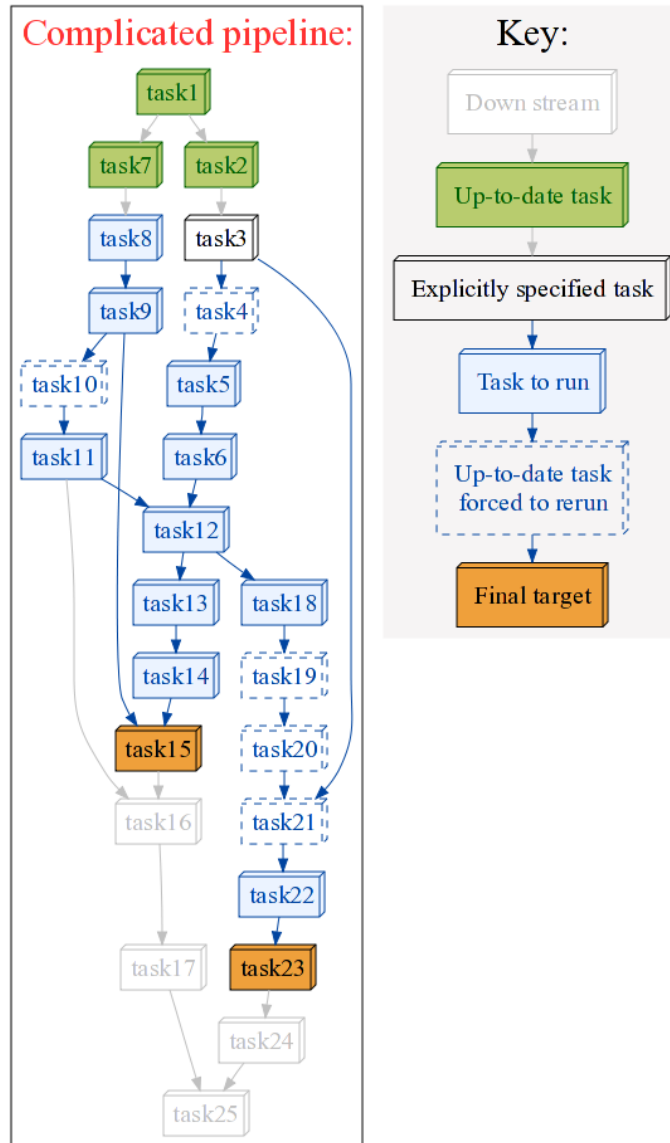 Complicated pipeline:
task1
task7
task2
task8
task3
task9
task4
task10
task5
task11
task6
task12
task13
task18
task14
task19
task15
task20
task16
task21
task22
task17
task23
task24
task25
Key:
Down stream
Up-to-date task
Explicitly specified task
Task to run
Up-to-date task
forced to rerun
Final target